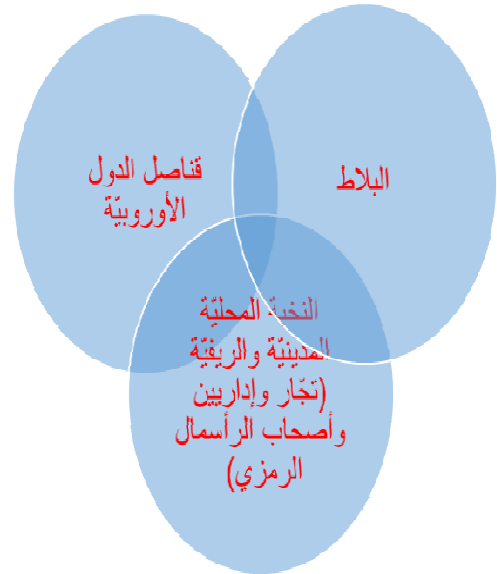 البلاط
قناصل الدول
الأوروبيّة
النخبة المحليّة
المدينيّة والريفيّة
(تجّار وإداريين
وأصحاب الرأسمال
الرمزي)